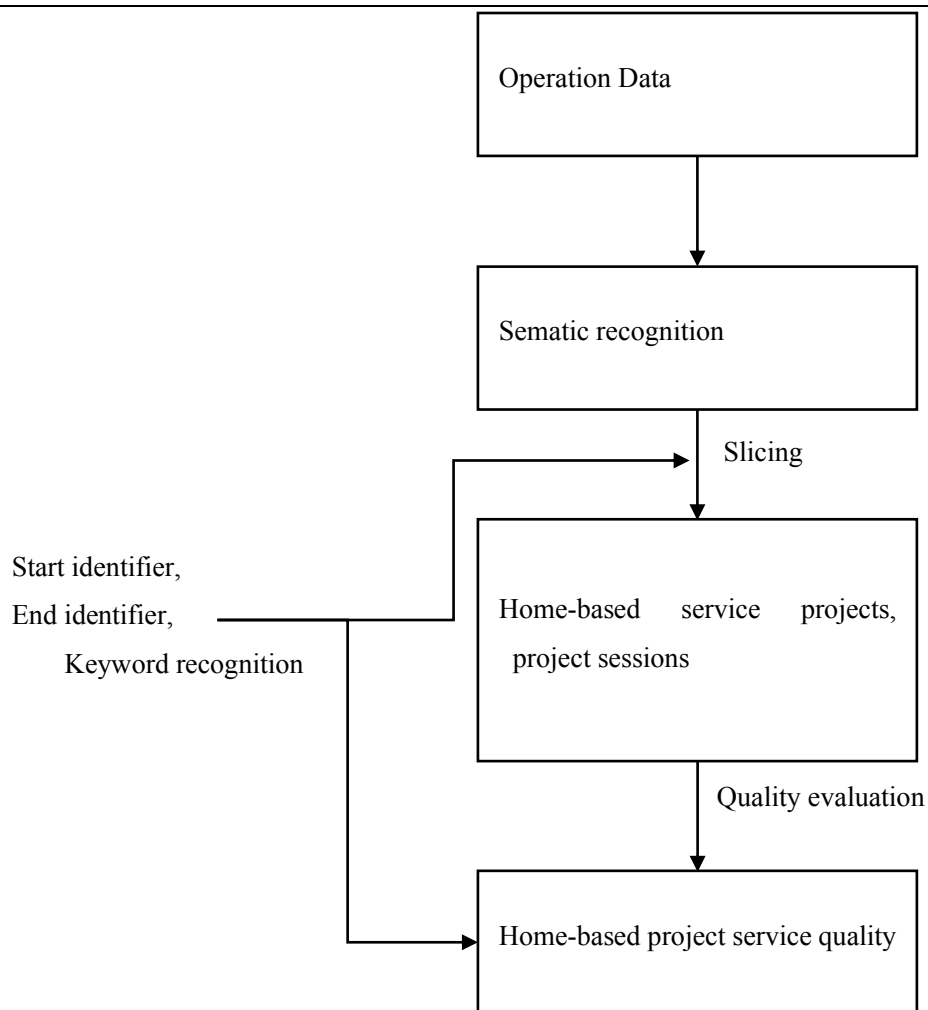 Operation Data
Sematic recognition
Slicing
Start identifier,
End identifier,
Keyword recognition
Home-based service projects,
project sessions
Quality evaluation
Home-based project service quality